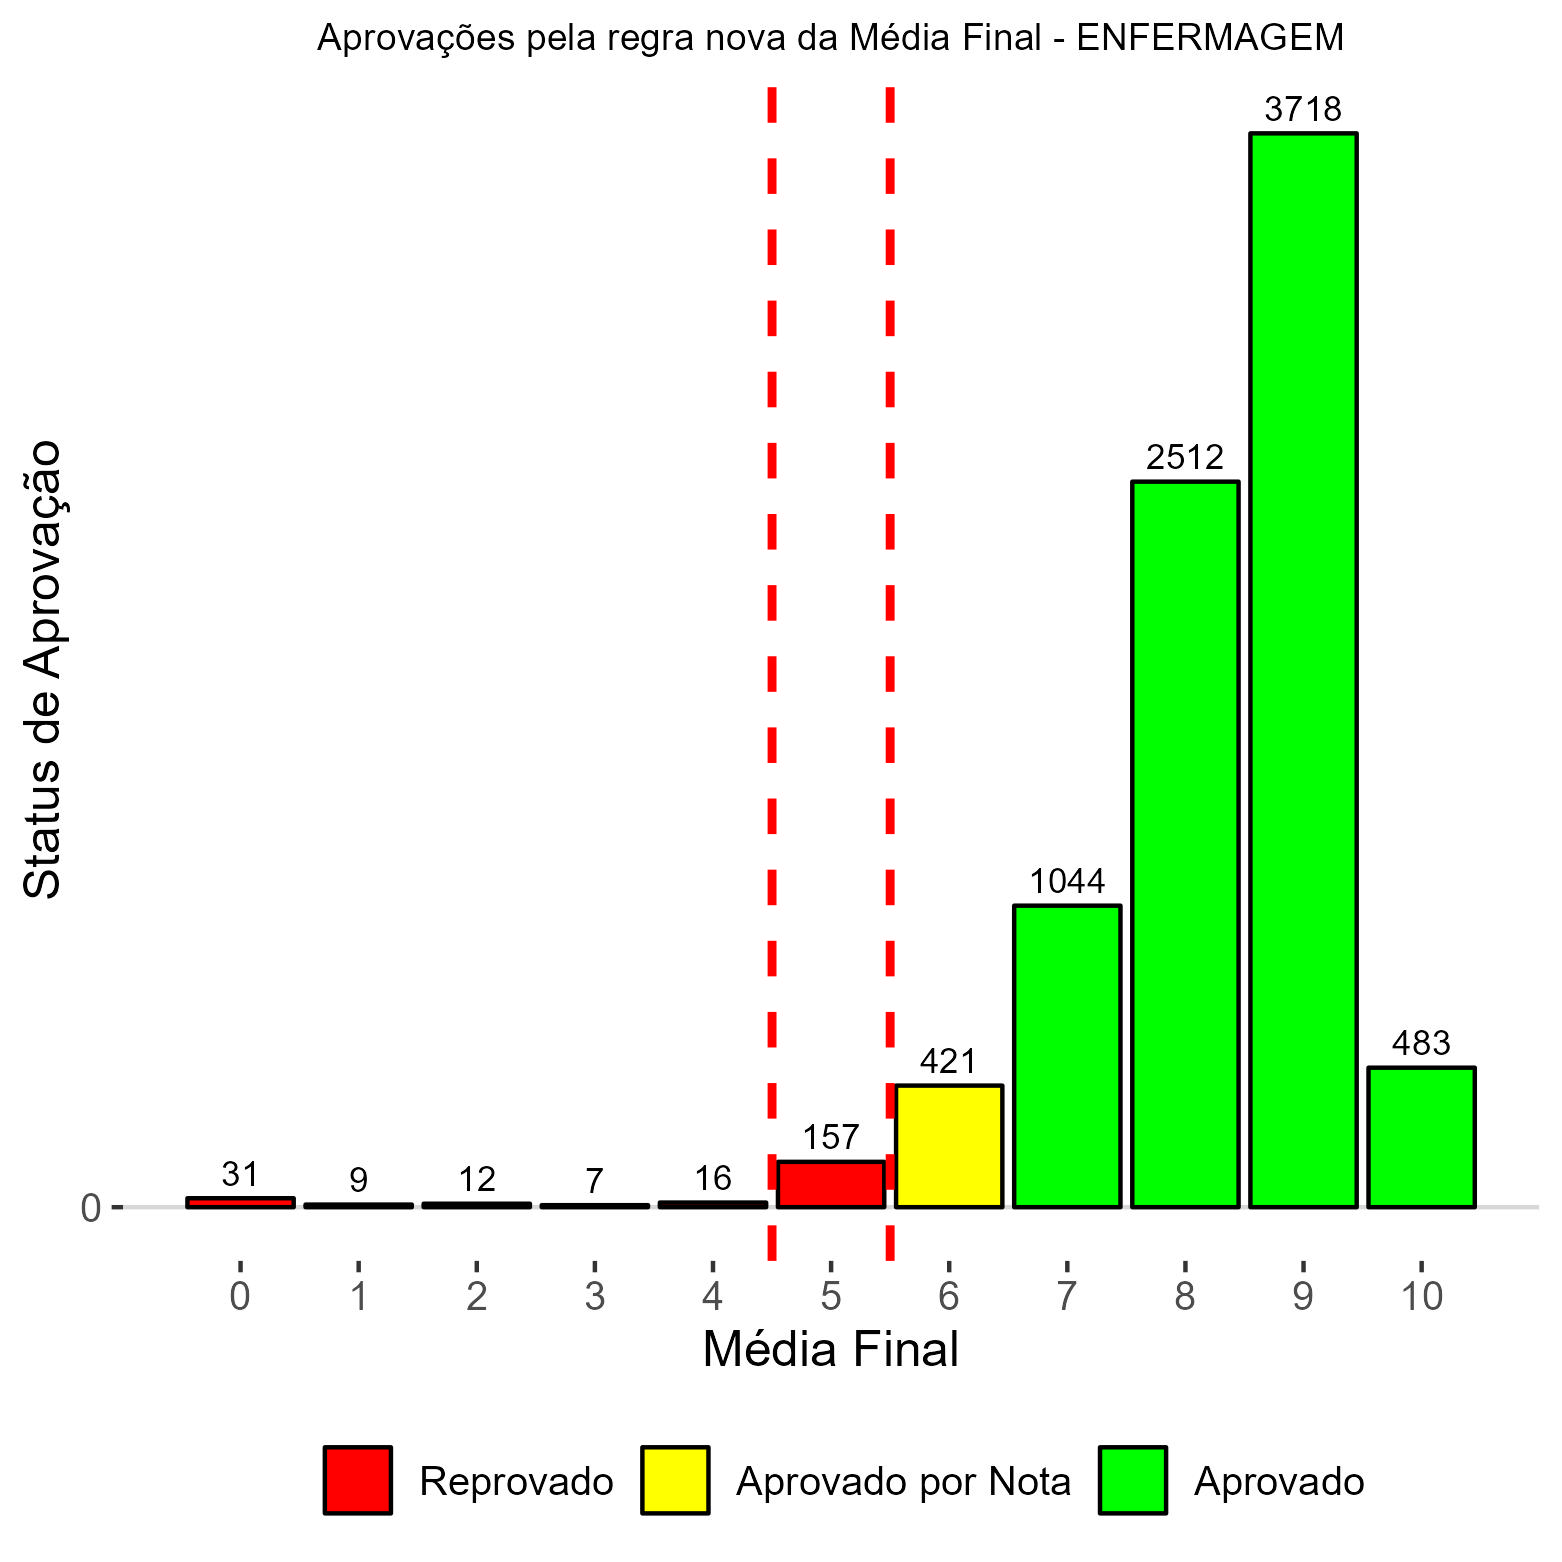 Aprovações pela regra nova da Média Final - ENFERMAGEM
3718
2512
1044
483
421
157
31
9
12
7
16
Status de Aprovação
0
0 1 2 3 4 5 6 7 8 9 10
Média Final
Reprovado Aprovado por Nota Aprovado